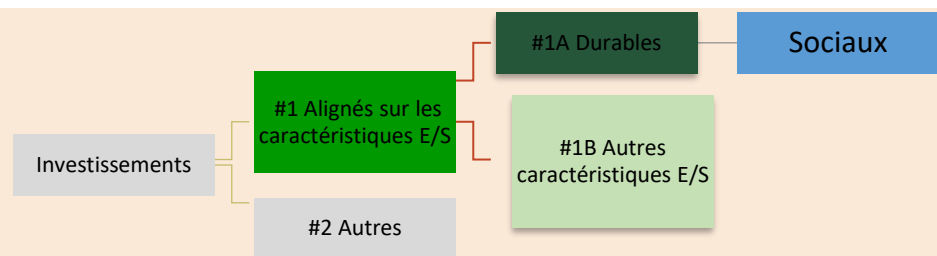 #1A Durables
Sociaux
#1 Alignés sur les
caractéristiques E/S
#1B Autres
caractéristiques E/S
Investissements
#2 Autres